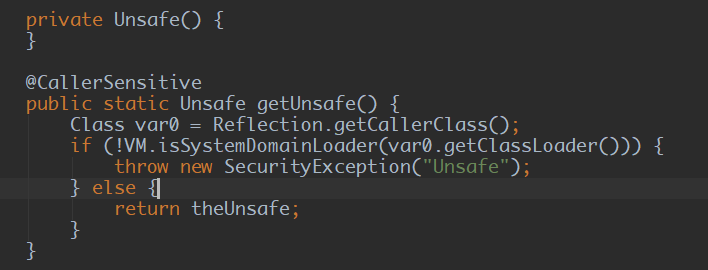 private Unsafe() {
}
@CallerSensitive
public static Unsafe getUnsafe() {
Class var0 = Reflection.getCallerClass();
if (!VM.isSystemDomainLoader(var0.getClassLoader())) {
throw new SecurityException("Unsafe");
} else {
return theUnsafe;
}
}